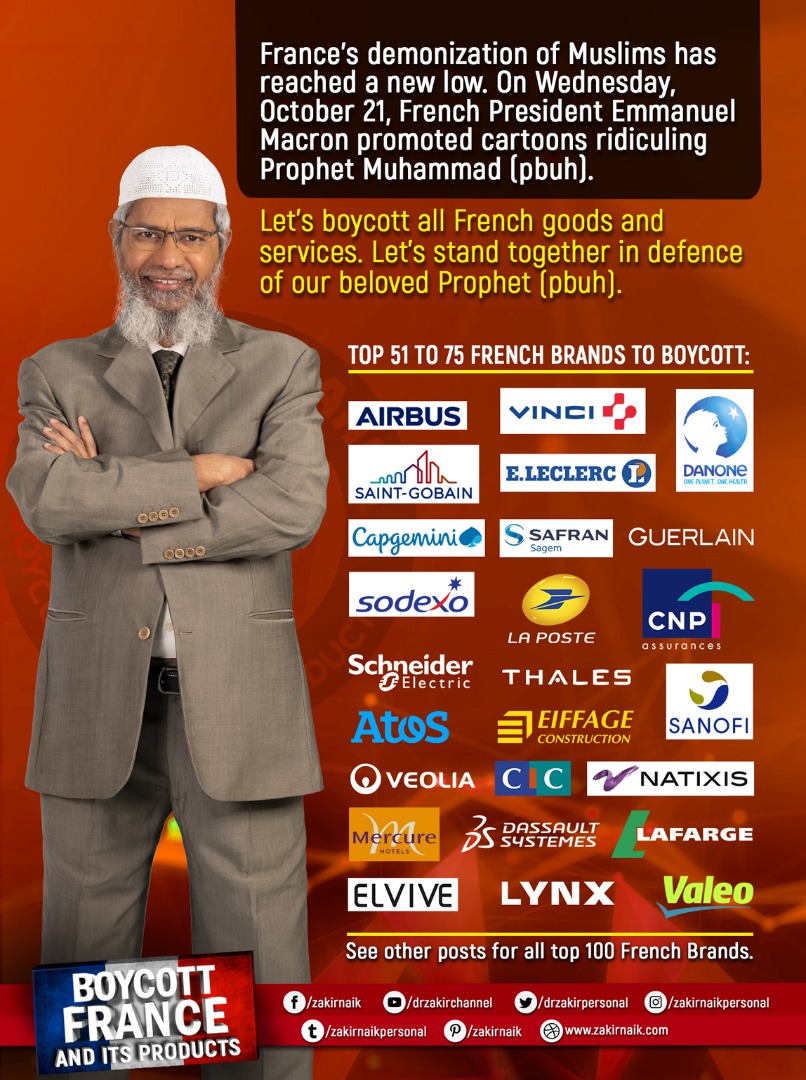 France's demonization of Muslims has
reached a new low. On Wednesday,
October 21, French President Emmanuel
Macron promoted cartoons ridiculing
Prophet Muhammad (pbuh).
Let's boycott all French goods and
services. Let's stand together in defence
of our beloved Prophet (pbuh).
TOP 51 TO 75 FRENCH BRANDS TO BOYCOTT:
AIRBUS
VINCI
DANONE
ONE PLANET. ONE HEALTH
SAINT-GOBAIN
E.LECLERC L
Capgemini
SAFRAN
Sagem
GUERLAIN
sodexo
LA POSTE
CNP
assurances
Schneider
Electric
THALES
SANOFI
Atos
EIFFAGE
CONSTRUCTION
VEOLIA
CIC
NATIXIS
Mercure
HOTELS
DASSAULT
SYSTEMES
LAFARGE
ELVIVE
LYNX
Valeo
See other posts for all top 100 French Brands.
BOYCOTT
FRANCE
AND ITS PRODUCTS
/zakirnaik /drzakirchannel /drzakirpersonal /zakirnaikpersonal
/zakirnaikpersonal /zakirnaik www.zakirnaik.com